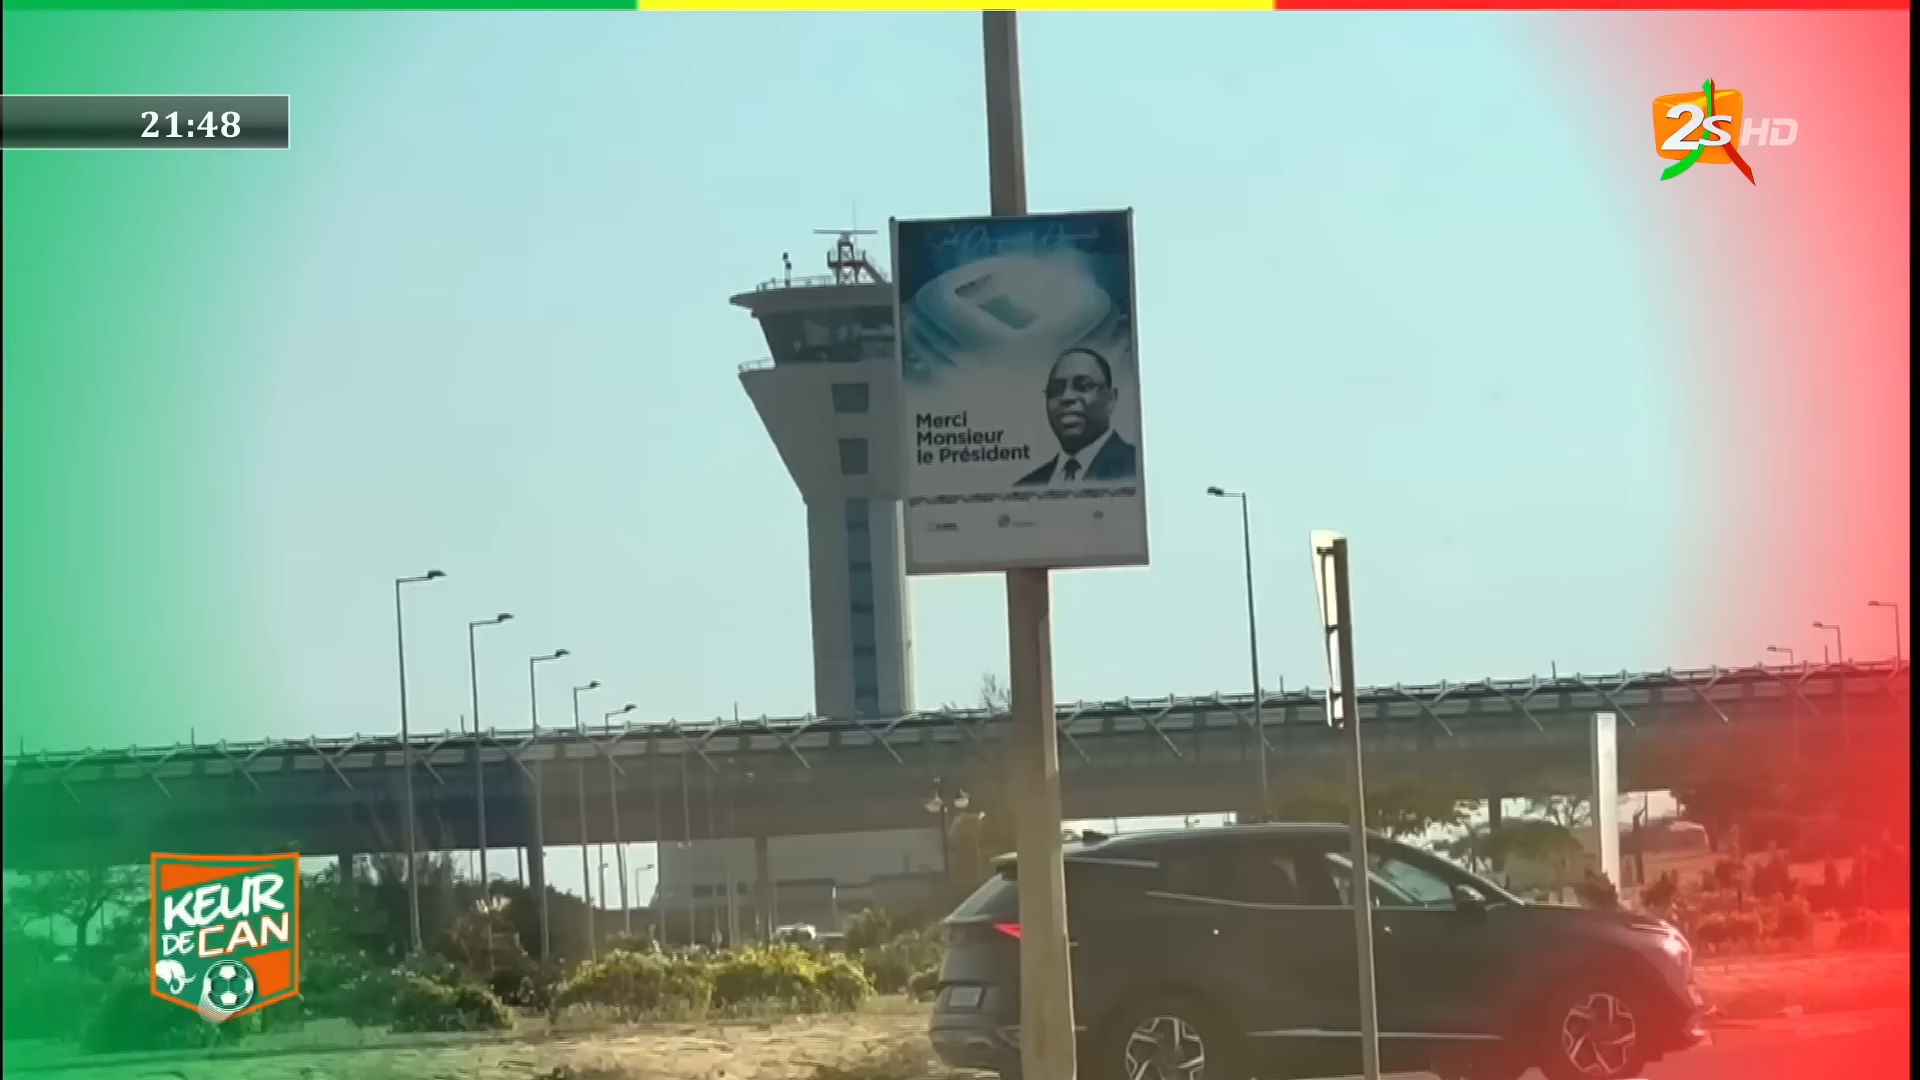 21:48
2S HD
Merci
Monsieur
le Président
KEUR
DE CAN